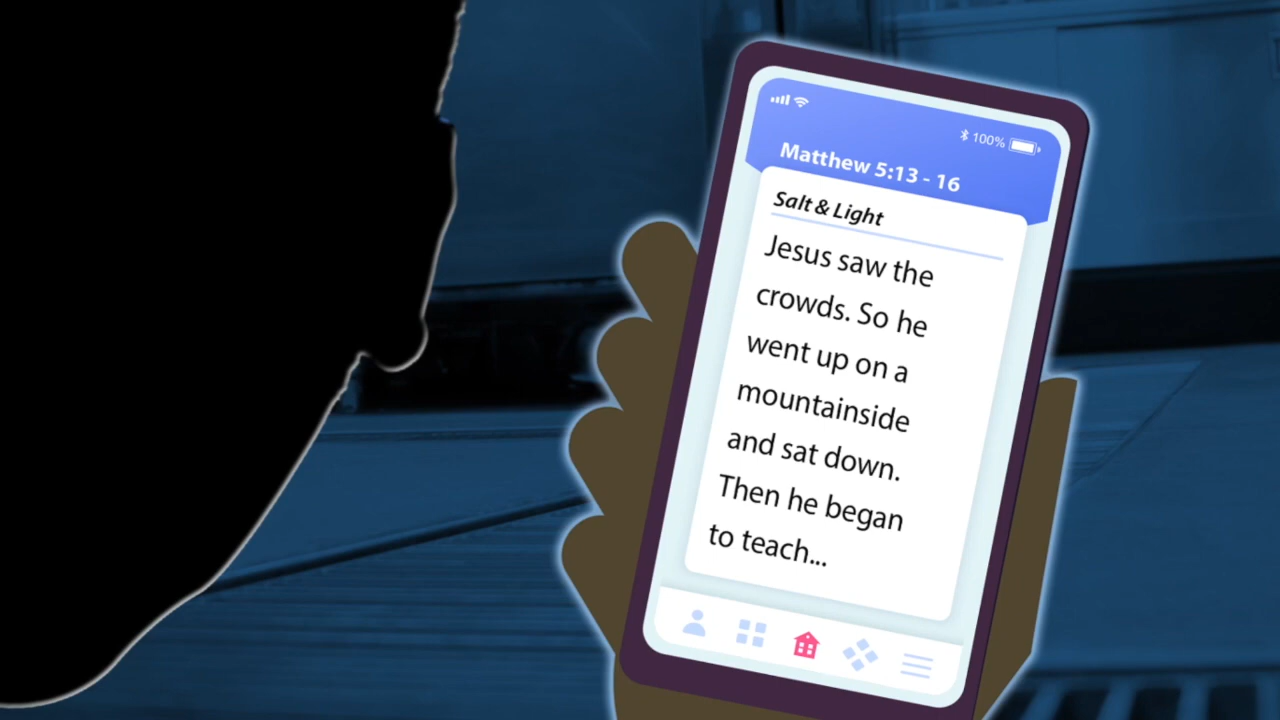 100%
Matthew 5:13 - 16
Salt & Light
Jesus saw the
crowds. So he
went up on a
mountainside
and sat down.
Then he began
to teach...